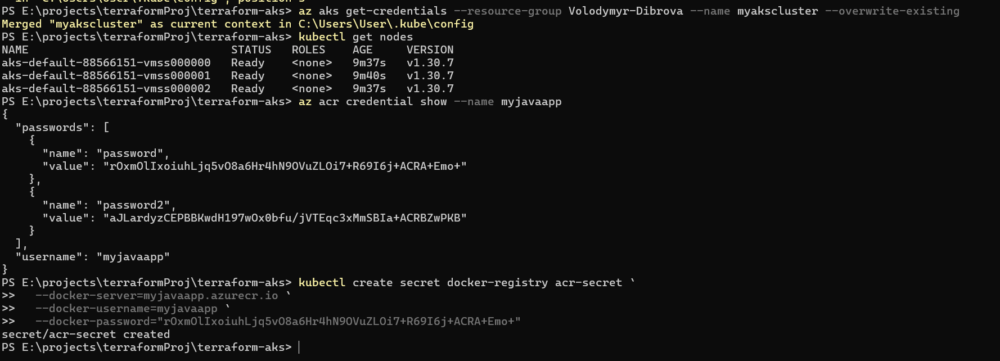 PS E:\projects\terraformProj\terraform-aks> az aks get-credentials --resource-group Volodymyr-Dibrova --name myakscluster --overwrite-existing
Merged "myakscluster" as current context in C:\Users\User\.kube\config
PS E:\projects\terraformProj\terraform-aks> kubectl get nodes
NAME STATUS ROLES AGE VERSION
aks-default-88566151-vmss000000 Ready <none> 9m37s v1.30.7
aks-default-88566151-vmss000001 Ready <none> 9m40s v1.30.7
aks-default-88566151-vmss000002 Ready <none> 9m37s v1.30.7
PS E:\projects\terraformProj\terraform-aks> az acr credential show --name myjavaapp
{
"passwords": [
{
"name": "password",
"value": "rOxmOlIxoiuhLjq5vO8a6Hr4hN9OVuZLOi7+R69I6j+ACRA+Emo+"
},
{
"name": "password2",
"value": "aJLardyzCEPBBKwdH197wOx0bfu/jVTEqc3xMmSBIa+ACRBZwPKB"
}
],
"username": "myjavaapp"
}
PS E:\projects\terraformProj\terraform-aks> kubectl create secret docker-registry acr-secret `
>> --docker-server=myjavaapp.azurecr.io `
>> --docker-username=myjavaapp `
>> --docker-password="rOxmOlIxoiuhLjq5vO8a6Hr4hN9OVuZLOi7+R69I6j+ACRA+Emo+"
secret/acr-secret created
PS E:\projects\terraformProj\terraform-aks>